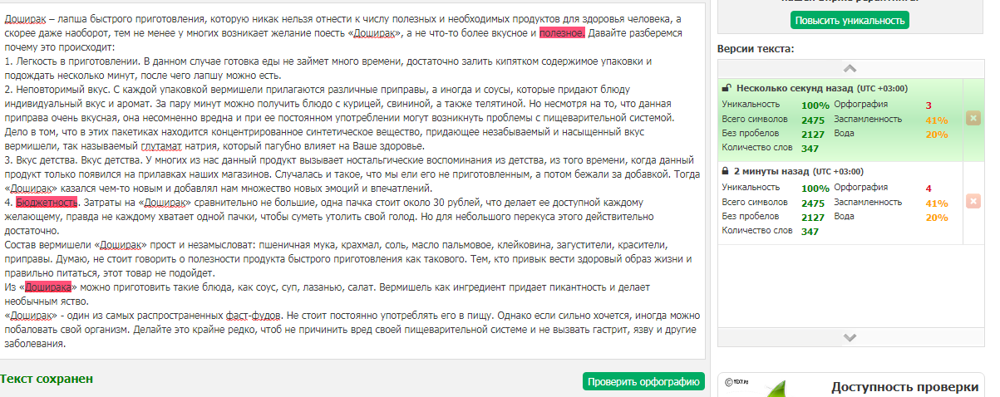 Доширак – лапша быстрого приготовления, которую никак нельзя отнести к числу полезных и необходимых продуктов для здоровья человека, а
скорее даже наоборот, тем не менее у многих возникает желание поесть «Доширак», а не что-то более вкусное и полезное. Давайте разберемся
почему это происходит:
1. Легкость в приготовлении. В данном случае готовка еды не займет много времени, достаточно залить кипятком содержимое упаковки и
подождать несколько минут, после чего лапшу можно есть.
2. Неповторимый вкус. С каждой упаковкой вермишели прилагаются различные приправы, а иногда и соусы, которые придают блюду
индивидуальный вкус и аромат. За пару минут можно получить блюдо с курицей, свининой, а также телятиной. Но несмотря на то, что данная
приправа очень вкусная, она несомненно вредна и при ее постоянном употреблении могут возникнуть проблемы с пищеварительной системой.
Дело в том, что в этих пакетиках находится концентрированное синтетическое вещество, придающее незабываемый и насыщенный вкус
вермишели, так называемый глутамат натрия, который пагубно влияет на Ваше здоровье.
3. Вкус детства. Вкус детства. У многих из нас данный продукт вызывает ностальгические воспоминания из детства, из того времени, когда данный
продукт только появился на прилавках наших магазинов. Случалась и такое, что мы ели его не приготовленным, а потом бежали за добавкой. Тогда
«Доширак» казался чем-то новым и добавлял нам множество новых эмоций и впечатлений.
4. Бюджетность. Затраты на «Доширак» сравнительно не большие, одна пачка стоит около 30 рублей, что делает ее доступной каждому
желающему, правда не каждому хватает одной пачки, чтобы суметь утолить свой голод. Но для небольшого перекуса этого действительно
достаточно.
Состав вермишели «Доширак» прост и незамысловат: пшеничная мука, крахмал, соль, масло пальмовое, клейковина, загустители, красители,
приправы. Думаю, не стоит говорить о полезности продукта быстрого приготовления как такового. Тем, кто привык вести здоровый образ жизни и
правильно питаться, этот товар не подойдет.
Из «Доширака» можно приготовить такие блюда, как соус, суп, лазанью, салат. Вермишель как ингредиент придает пикантность и делает
необычным яство.
«Доширак» - один из самых распространенных фаст-фудов. Не стоит постоянно употреблять его в пищу. Однако если сильно хочется, иногда можно
побаловать свой организм. Делайте это крайне редко, чтоб не причинить вред своей пищеварительной системе и не вызвать гастрит, язву и другие
заболевания.
Текст сохранен
Проверить орфографию
Повысить уникальность
Версии текста:
Несколько секунд назад (UTC +03:00)
Уникальность 100% Орфография 3
Всего символов 2475 Заспамленность 41%
Без пробелов 2127 Вода 20%
Количество слов 347
2 минуты назад (UTC +03:00)
Уникальность 100% Орфография 4
Всего символов 2475 Заспамленность 41%
Без пробелов 2127 Вода 20%
Количество слов 347
Доступность проверки